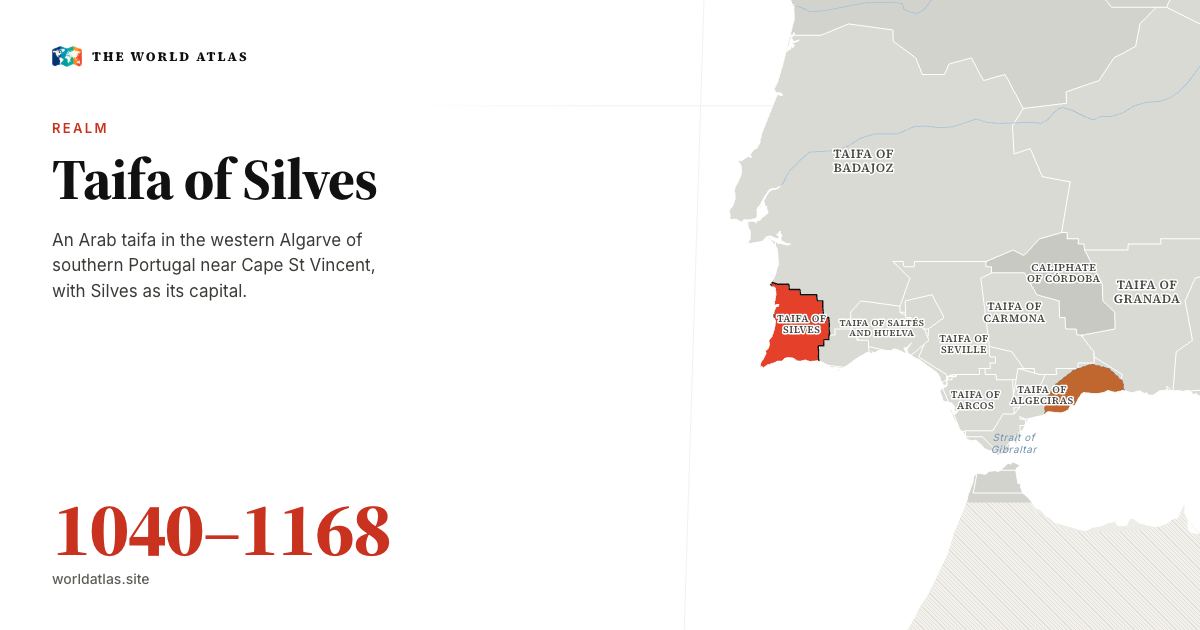 THE WORLD ATLAS
REALM
Taifa of Silves
An Arab taifa in the western Algarve of
southern Portugal near Cape St Vincent,
with Silves as its capital.
1040–1168
worldatlas.site
TAIFA OF
BADAJOZ
CALIPHATE
OF CÓRDOBA
TAIFA OF
GRANADA
TAIFA OF
CARMONA
TAIFA OF
SILVES
TAIFA OF SALTÉS
AND HUELVA
TAIFA OF
SEVILLE
TAIFA OF
ARCOS
TAIFA OF
ALGECIRAS
Strait of
Gibraltar